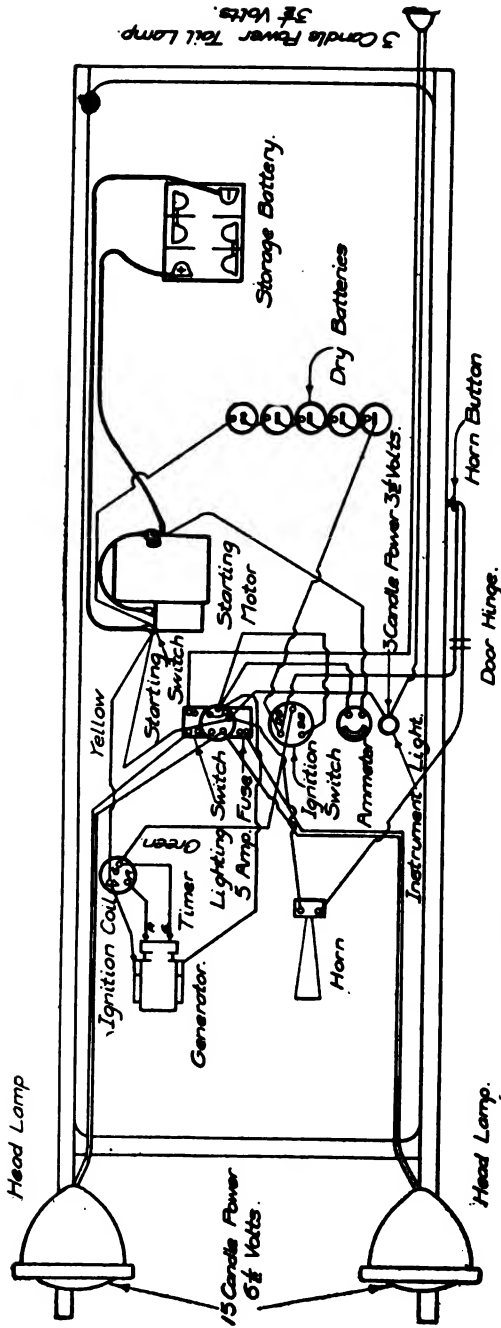 Head Lamp
15 Candle Power
6½ Volts.
Head Lamp.
Ignition Coil
Generator.
Timer
Green
Yellow
Horn
Lighting
Switch
5 Amp. Fuse
Starting
Switch
Starting
Motor
Ignition
Switch
Ammeter
Instrument Light.
3 Candle Power 3½ Volts.
Dry Batteries
Storage Battery.
Door Hinge.
Horn Button
3 Candle Power Tail Lamp.
3½ Volts.